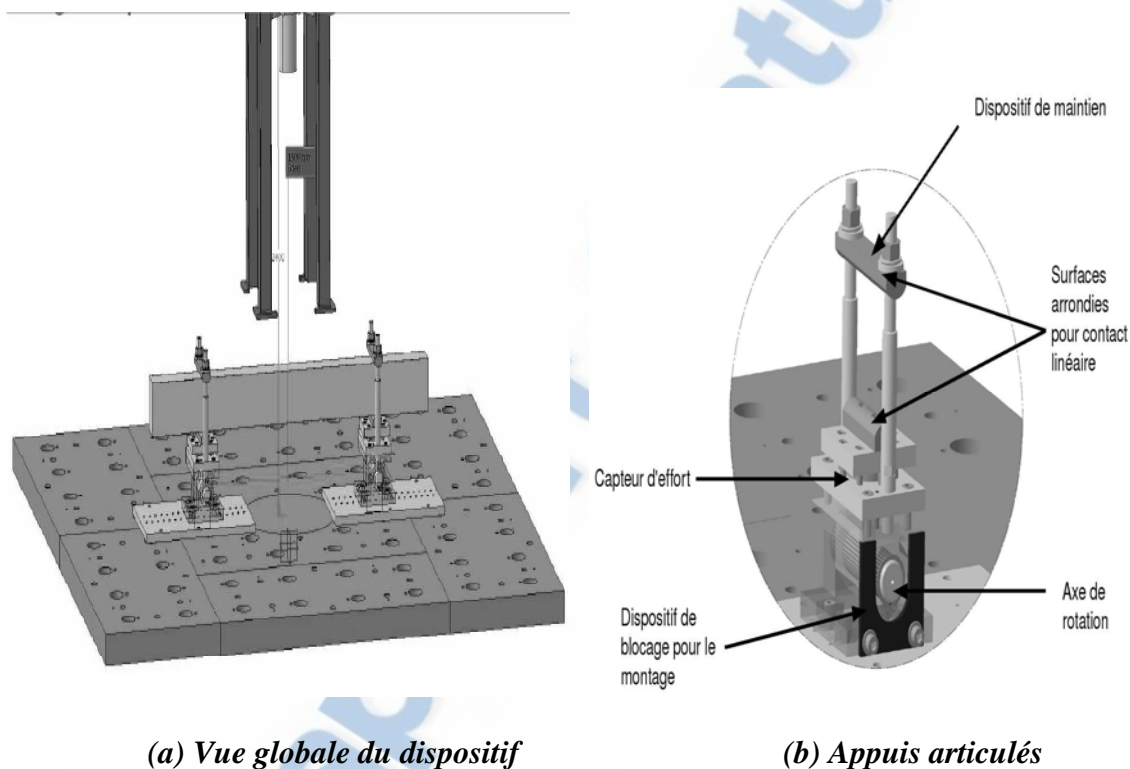 Dispositif de maintien
Surfaces
arrondies
pour contact
linéaire
Capteur d'effort
Axe de
rotation
Dispositif de
blocage pour le
montage
(a) Vue globale du dispositif
(b) Appuis articulés